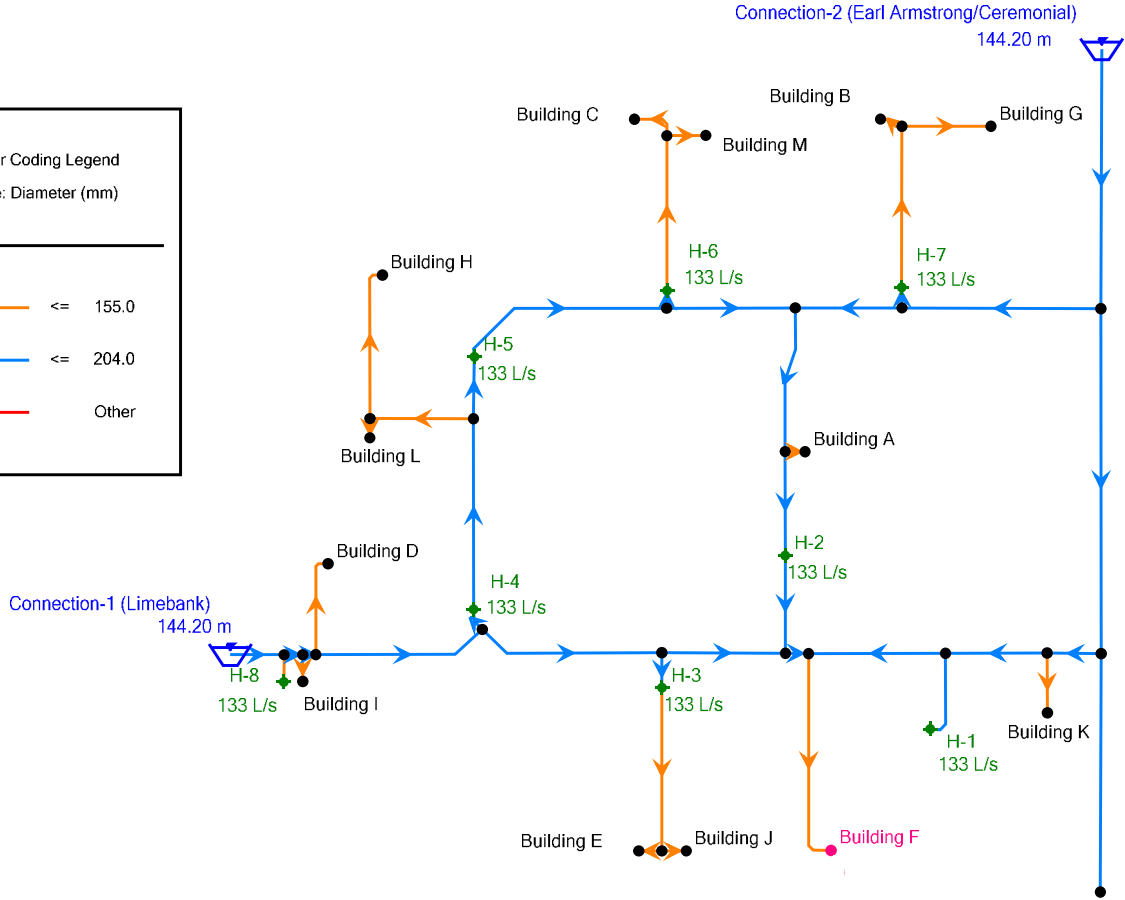 Connection-2 (Earl Armstrong/Ceremonial)
144.20 m
Building B
Building C
Building G
Building M
r Coding Legend
e: Diameter (mm)
H-6
133 L/s
H-7
133 L/s
Building H
<= 155.0
H-5
133 L/s
<= 204.0
Other
Building A
Building L
H-2
133 L/s
Building D
H-4
133 L/s
Connection-1 (Limebank)
144.20 m
H-8
133 L/s
Building I
H-3
133 L/s
Building K
H-1
133 L/s
Building E
Building J
Building F